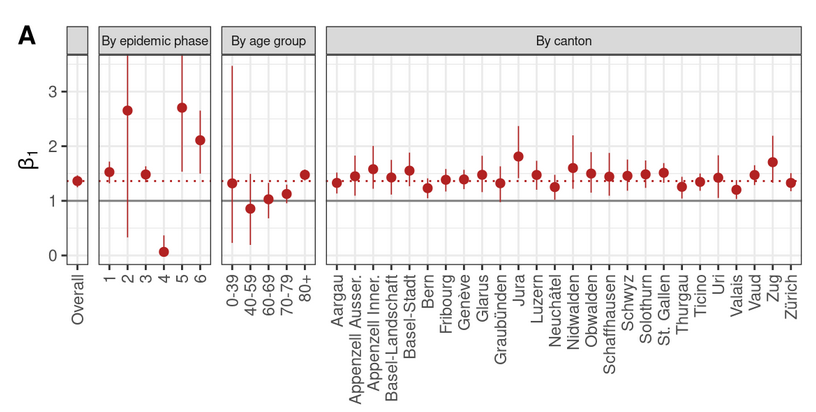 A
By epidemic phase
By age group
By canton
β1
3
2
1
0
Overall
1
2
3
4
5
6
0-39
40-59
60-69
70-79
80+
Aargau
Appenzell Ausser.
Appenzell Inner.
Basel-Landschaft
Basel-Stadt
Bern
Fribourg
Genève
Glarus
Graubünden
Jura
Luzern
Neuchâtel
Nidwalden
Obwalden
Schaffhausen
Schwyz
Solothurn
St. Gallen
Thurgau
Ticino
Uri
Valais
Vaud
Zug
Zürich